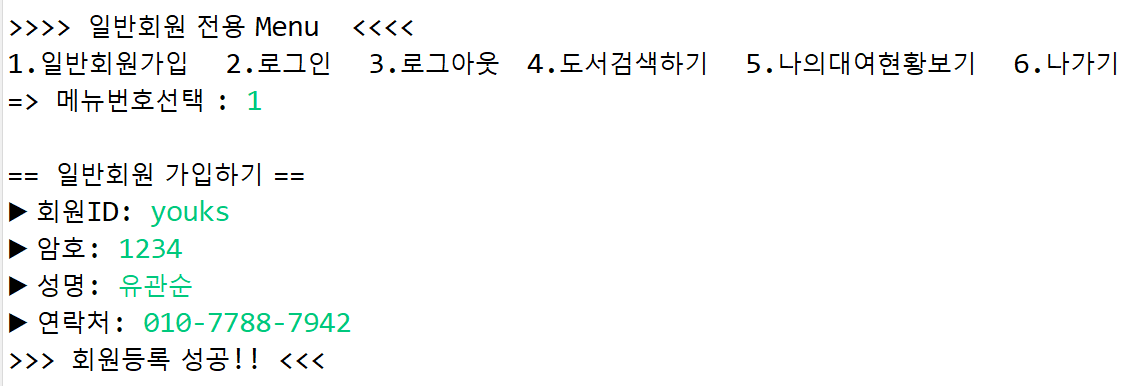 >>>> 일반회원 전용 Menu <<<<
1.일반회원가입 2.로그인 3.로그아웃 4.도서검색하기 5.나의대여현황보기 6.나가기
=> 메뉴번호선택 : 1
== 일반회원 가입하기 ==
▶ 회원ID: youks
▶ 암호: 1234
▶ 성명: 유관순
▶ 연락처: 010-7788-7942
>>> 회원등록 성공!! <<<